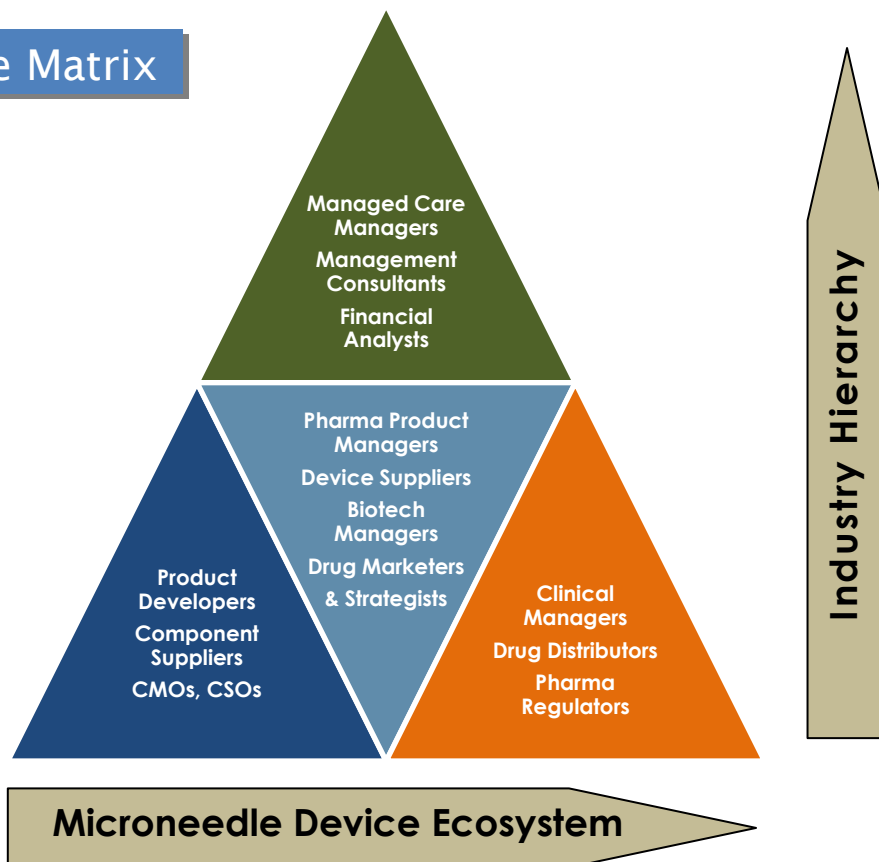 e Matrix
Managed Care
Managers
Management
Consultants
Financial
Analysts
Pharma Product
Managers
Device Suppliers
Biotech
Managers
Drug Marketers
& Strategists
Product
Developers
Component
Suppliers
CMOs, CSOs
Clinical
Managers
Drug Distributors
Pharma
Regulators
Industry Hierarchy
Microneedle Device Ecosystem